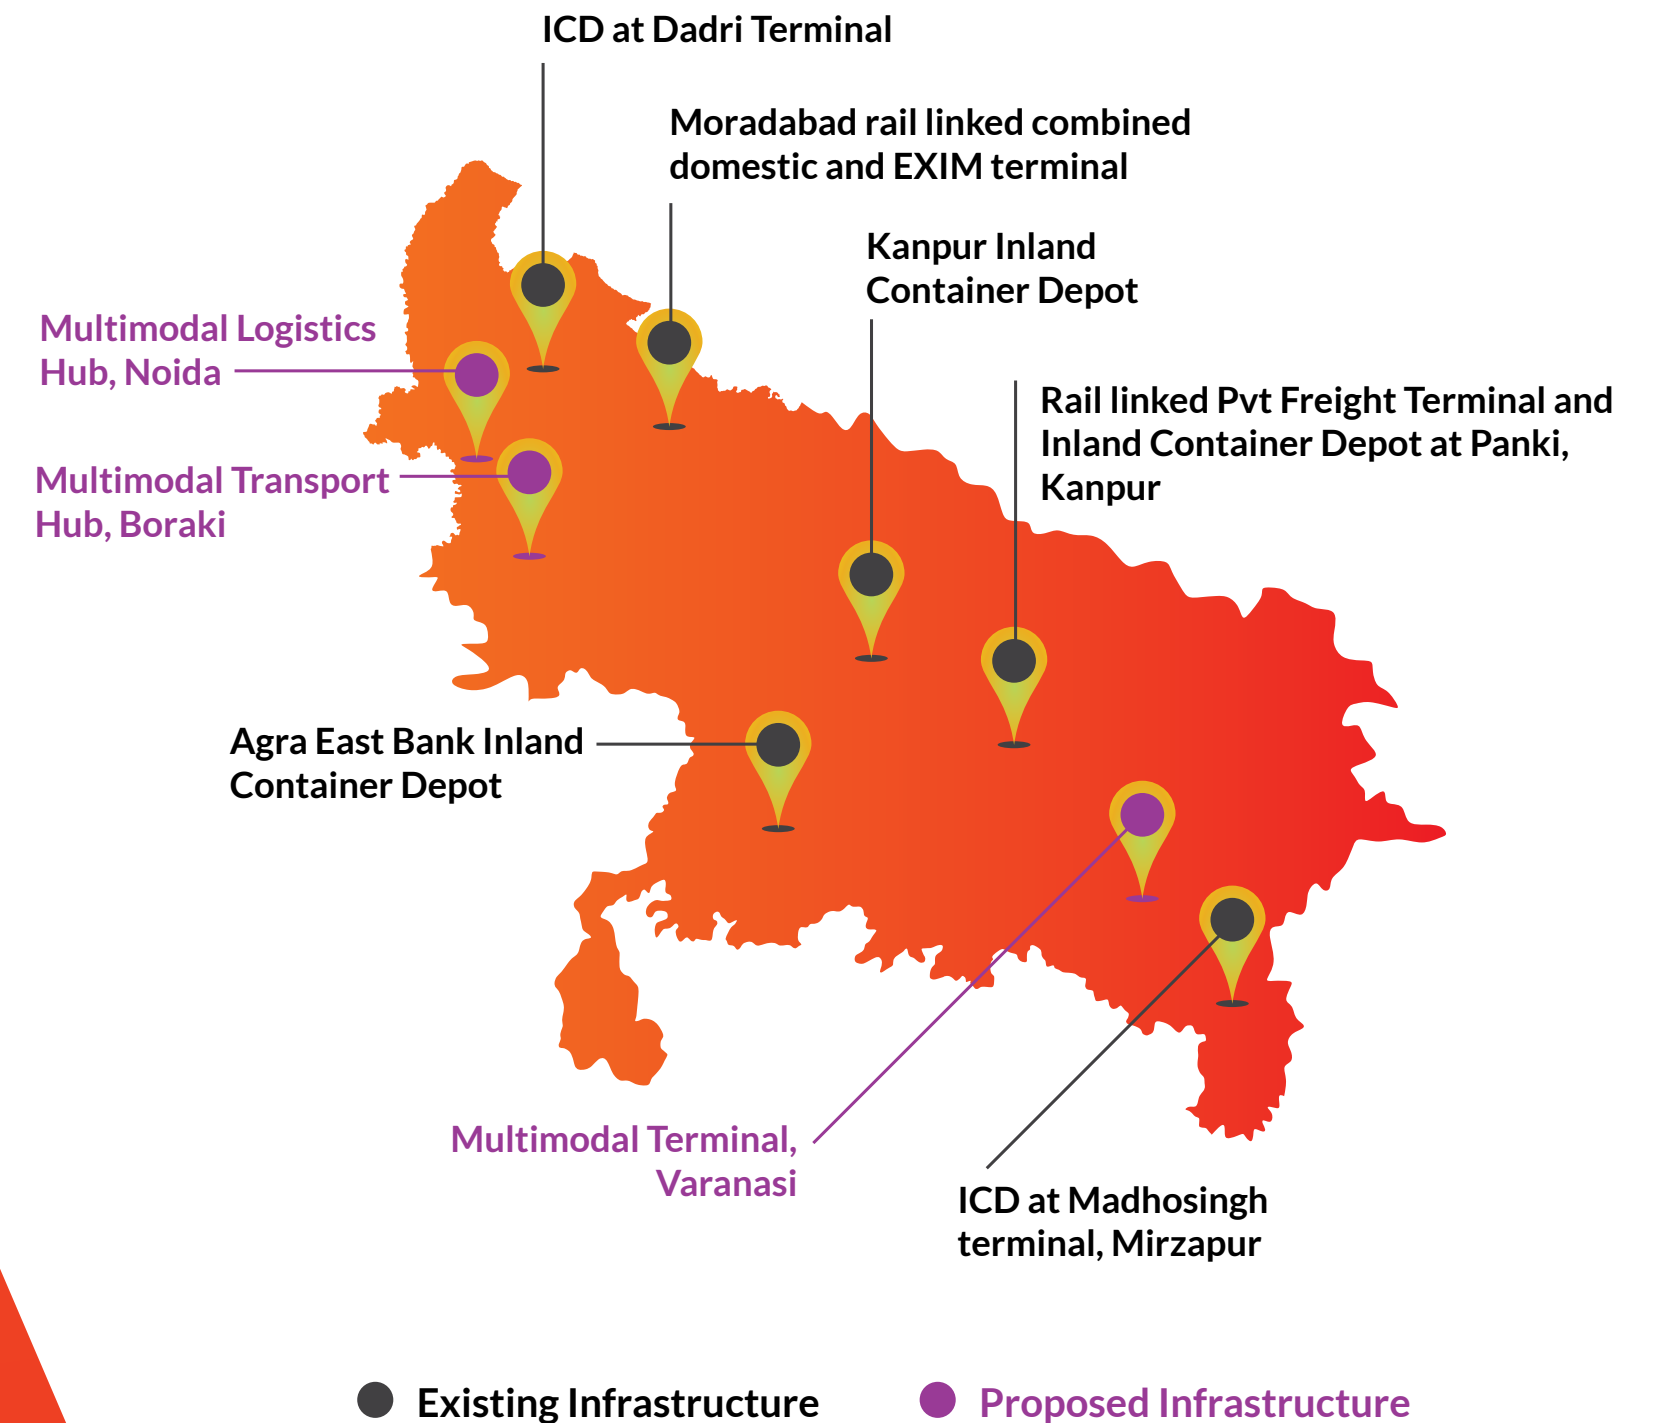 ICD at Dadri Terminal
Moradabad rail linked combined
domestic and EXIM terminal
Kanpur Inland
Container Depot
Multimodal Logistics
Hub, Noida
Rail linked Pvt Freight Terminal and
Inland Container Depot at Panki,
Kanpur
Multimodal Transport
Hub, Boraki
Agra East Bank Inland
Container Depot
Multimodal Terminal,
Varanasi
ICD at Madhosingh
terminal, Mirzapur
Existing Infrastructure
Proposed Infrastructure